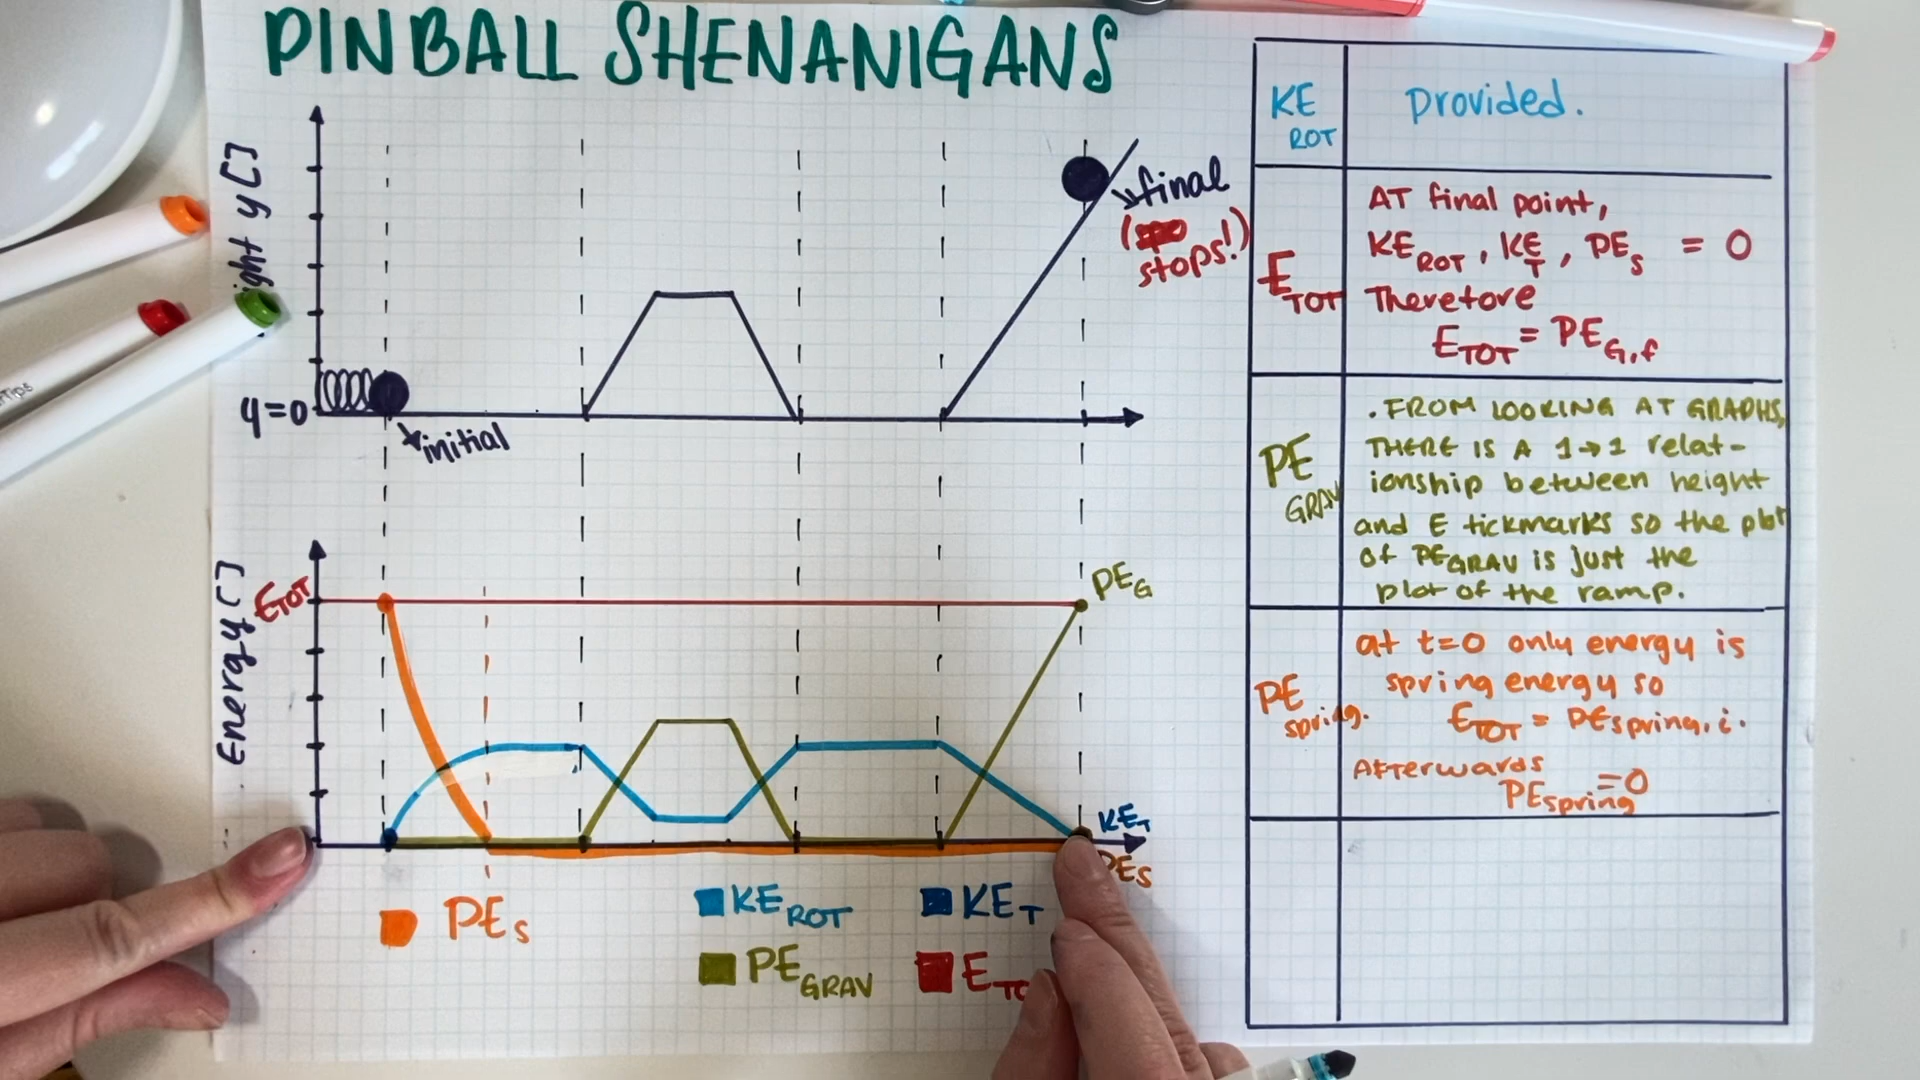 PINBALL SHENANIGANS
ight y[]
y=0
initial
final
(
stops!)
Energy[]
ETOT
PEG
KET
PES
PES
KEROT
KET
PEGRAV
KE
ROT
provided.
ETOT
AT final point,
KEROT, KET, PES = 0
Therefore
ETOT = PEG,f
PE
GRAV
. FROM LOOKING AT GRAPHS,
THERE IS A 1→1 relat-
ionship between height
and E tickmarks so the plot
of PEGRAV is just the
plot of the ramp.
PE
spring.
at t=0 only energy is
spring energy so
ETOT = PEspring, i.
AFTERWARDS
PEspring =0
Tips